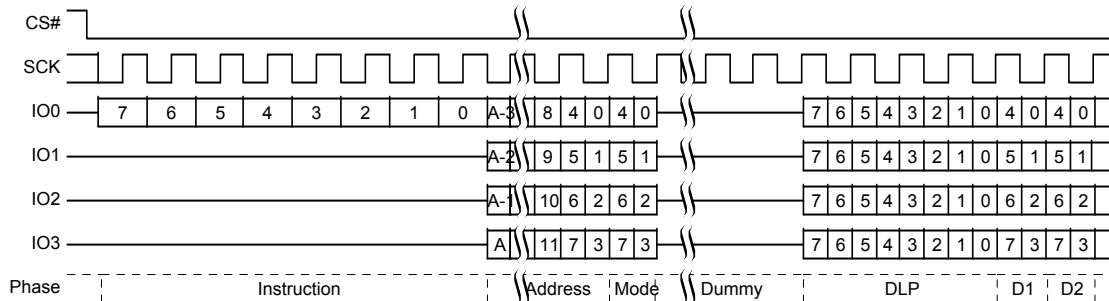 CS#
SCK
IO0 7 6 5 4 3 2 1 0 A-3 8 4 0 4 0 7 6 5 4 3 2 1 0 4 0 4 0
IO1 A-2 9 5 1 5 1 7 6 5 4 3 2 1 0 5 1 5 1
IO2 A-1 10 6 2 6 2 7 6 5 4 3 2 1 0 6 2 6 2
IO3 A 11 7 3 7 3 7 6 5 4 3 2 1 0 7 3 7 3
Phase Instruction Address Mode Dummy DLP D1 D2